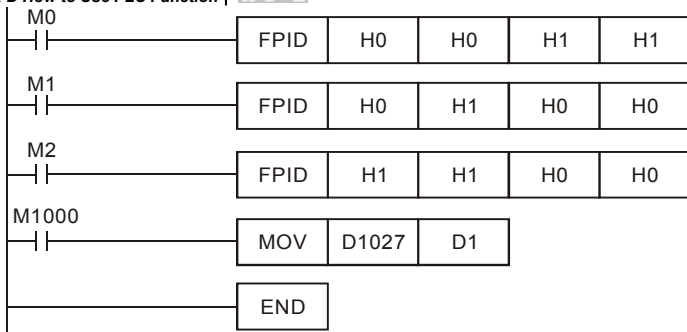 M0
FPID H0 H0 H1 H1
M1
FPID H0 H1 H0 H0
M2
FPID H1 H1 H0 H0
M1000
MOV D1027 D1
END